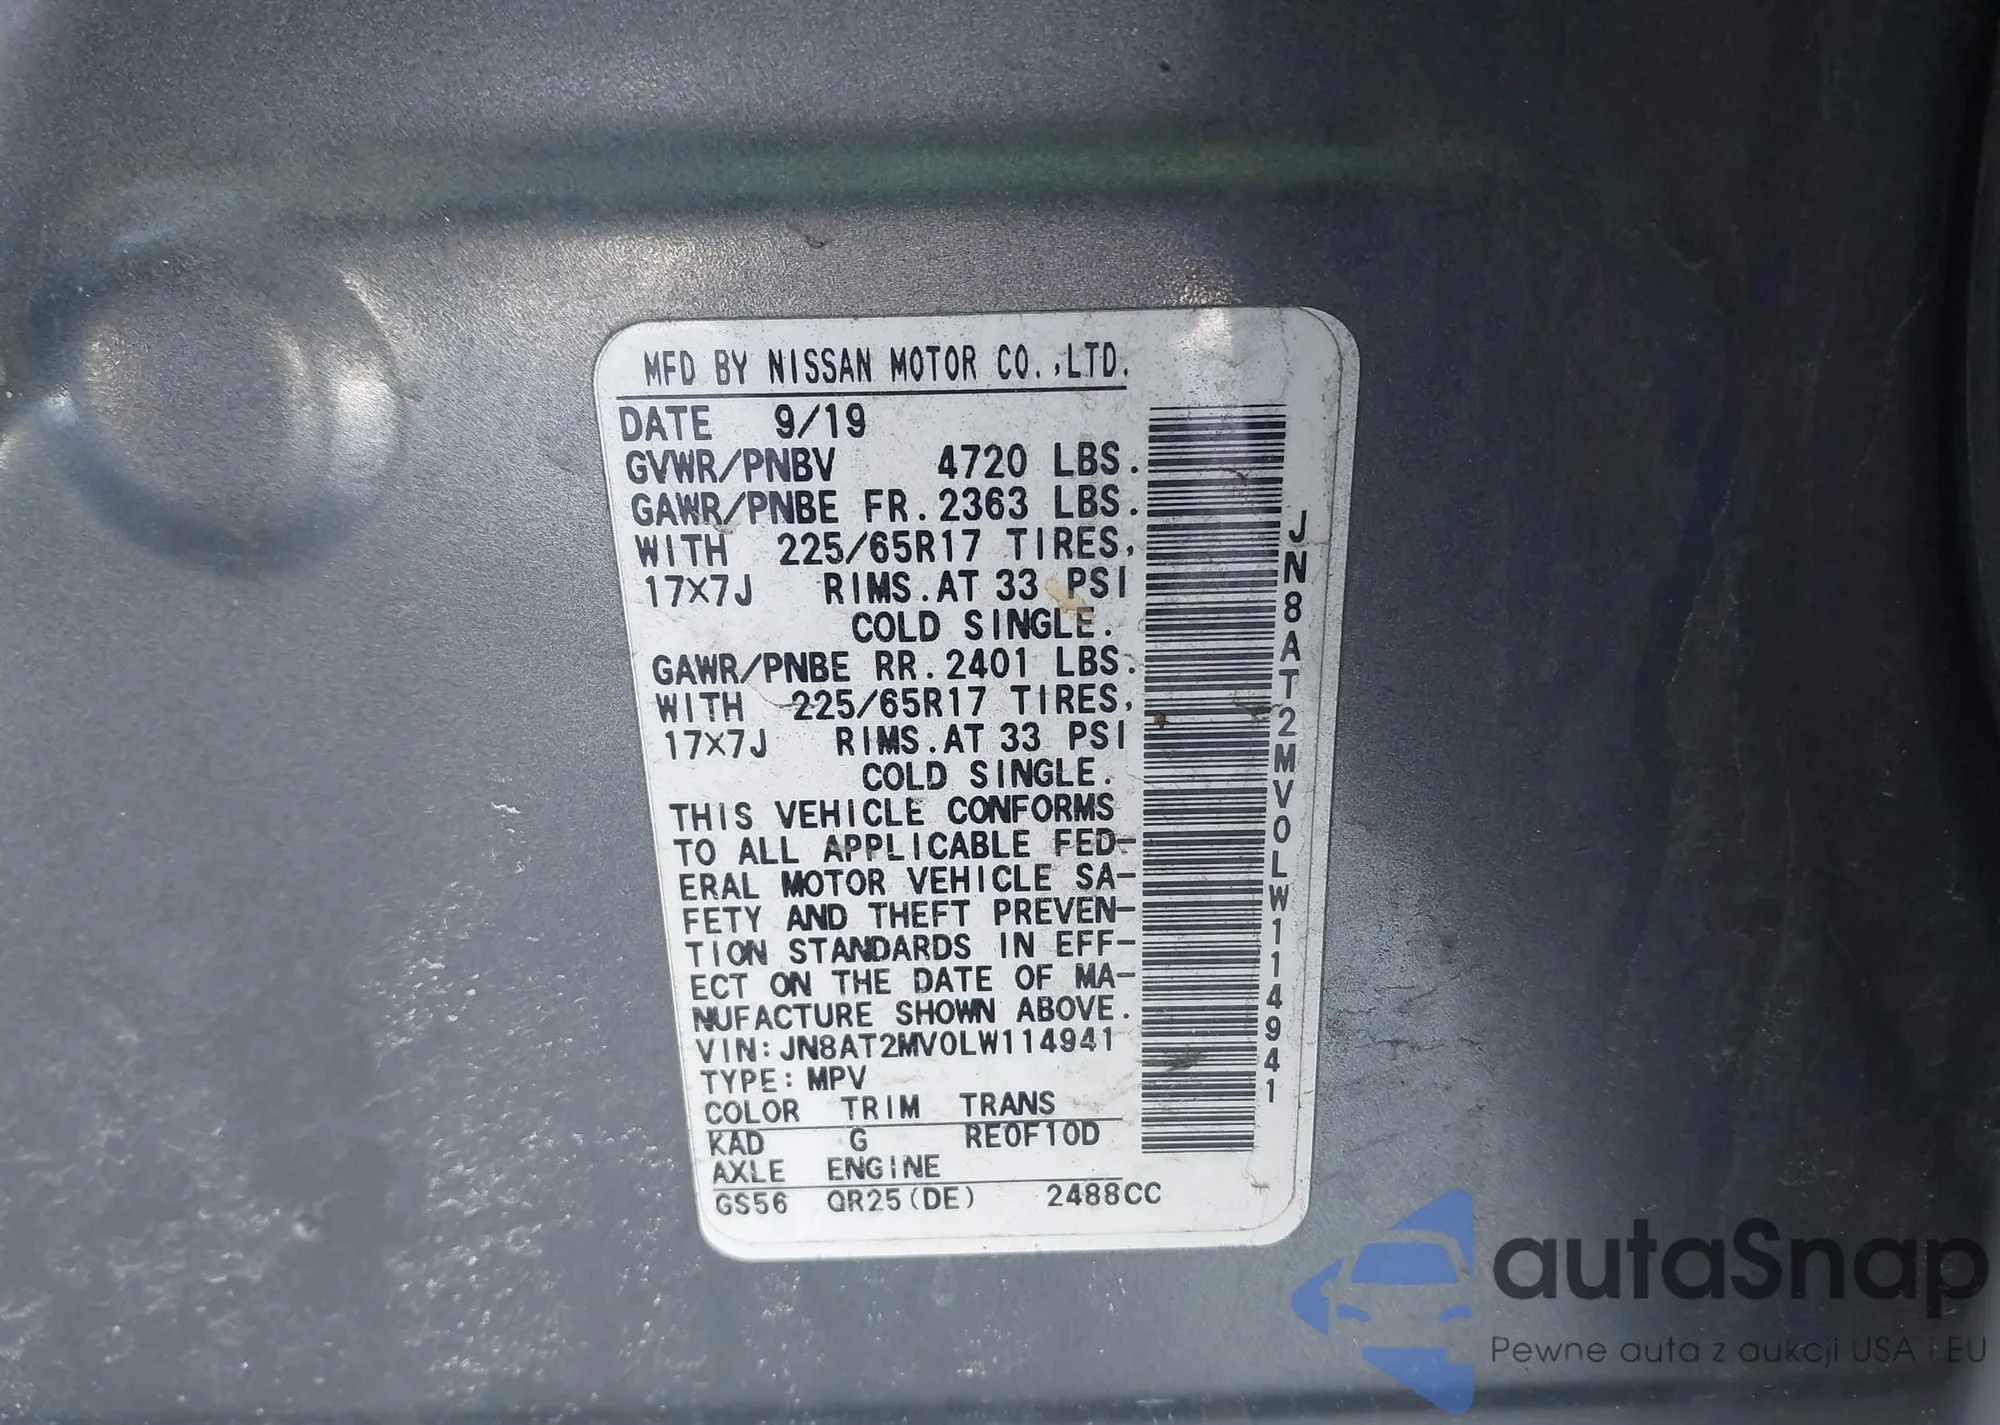 MFD BY NISSAN MOTOR CO.,LTD.
DATE 9/19
GVWR/PNBV 4720 LBS.
GAWR/PNBE FR.2363 LBS.
WITH 225/65R17 TIRES,
17X7J RIMS.AT 33 PSI
COLD SINGLE.
GAWR/PNBE RR.2401 LBS.
WITH 225/65R17 TIRES,
17X7J RIMS.AT 33 PSI
COLD SINGLE.
THIS VEHICLE CONFORMS
TO ALL APPLICABLE FED-
ERAL MOTOR VEHICLE SA-
FETY AND THEFT PREVEN-
TION STANDARDS IN EFF-
ECT ON THE DATE OF MA-
NUFACTURE SHOWN ABOVE.
VIN:JN8AT2MV0LW114941
TYPE:MPV
COLOR TRIM TRANS
KAD G RE0F10D
AXLE ENGINE
GS56 QR25(DE) 2488CC
JN8AT2MV0LW114941
autaSnap
Pewne auta z aukcji USA i EU